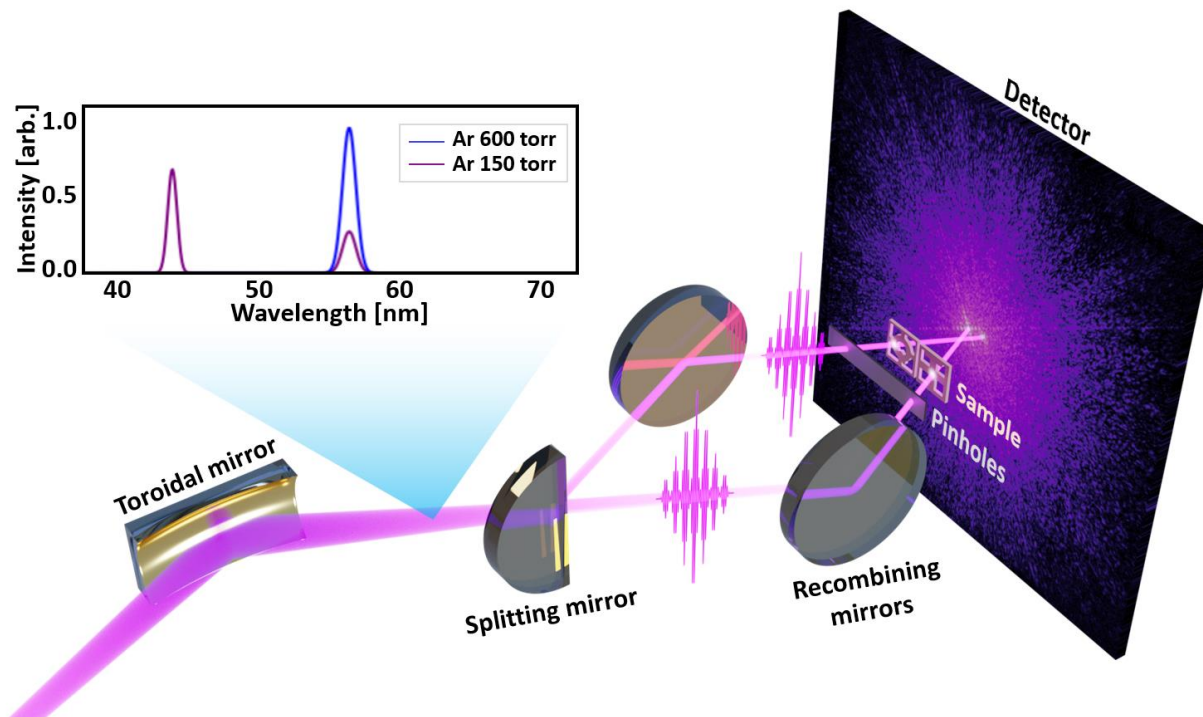 Intensity [arb.]
1.0
0.5
0.0
Ar 600 torr
Ar 150 torr
40 50 60 70
Wavelength [nm]
Detector
Sample
Pinholes
Toroidal mirror
Splitting mirror
Recombining
mirrors